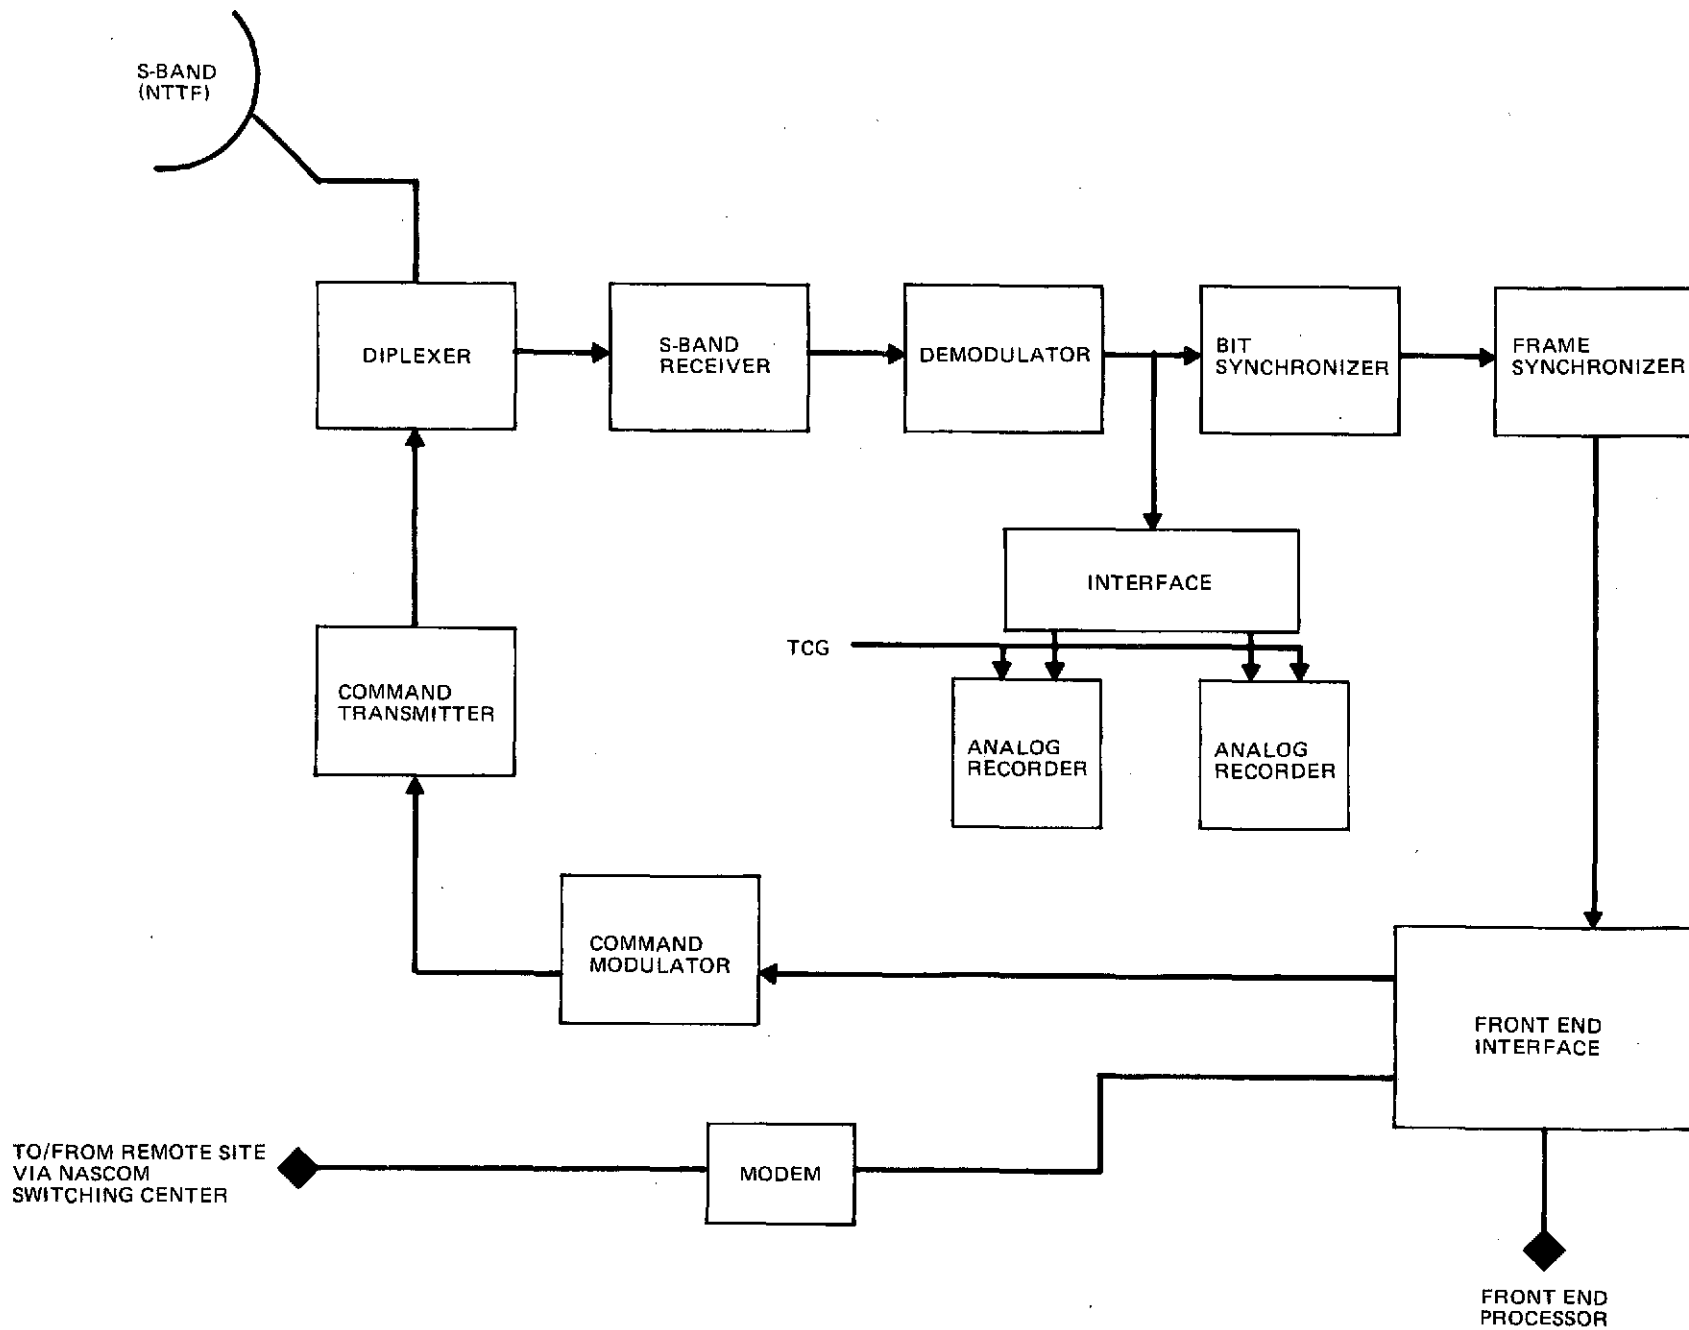 S-BAND
(NTTF)
DIPLEXER
S-BAND
RECEIVER
DEMODULATOR
BIT
SYNCHRONIZER
FRAME
SYNCHRONIZER
INTERFACE
TCG
COMMAND
TRANSMITTER
ANALOG
RECORDER
ANALOG
RECORDER
COMMAND
MODULATOR
FRONT END
INTERFACE
TO/FROM REMOTE SITE
VIA NASCOM
SWITCHING CENTER
MODEM
FRONT END
PROCESSOR